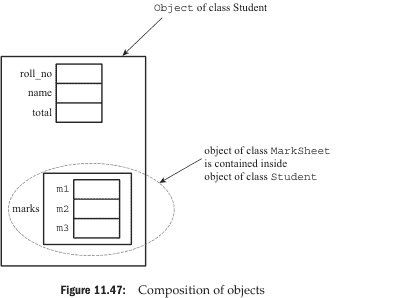 Object of class Student
roll_no
name
total
object of class MarkSheet
is contained inside
object of class Student
marks
m1
m2
m3
Figure 11.47: Composition of objects